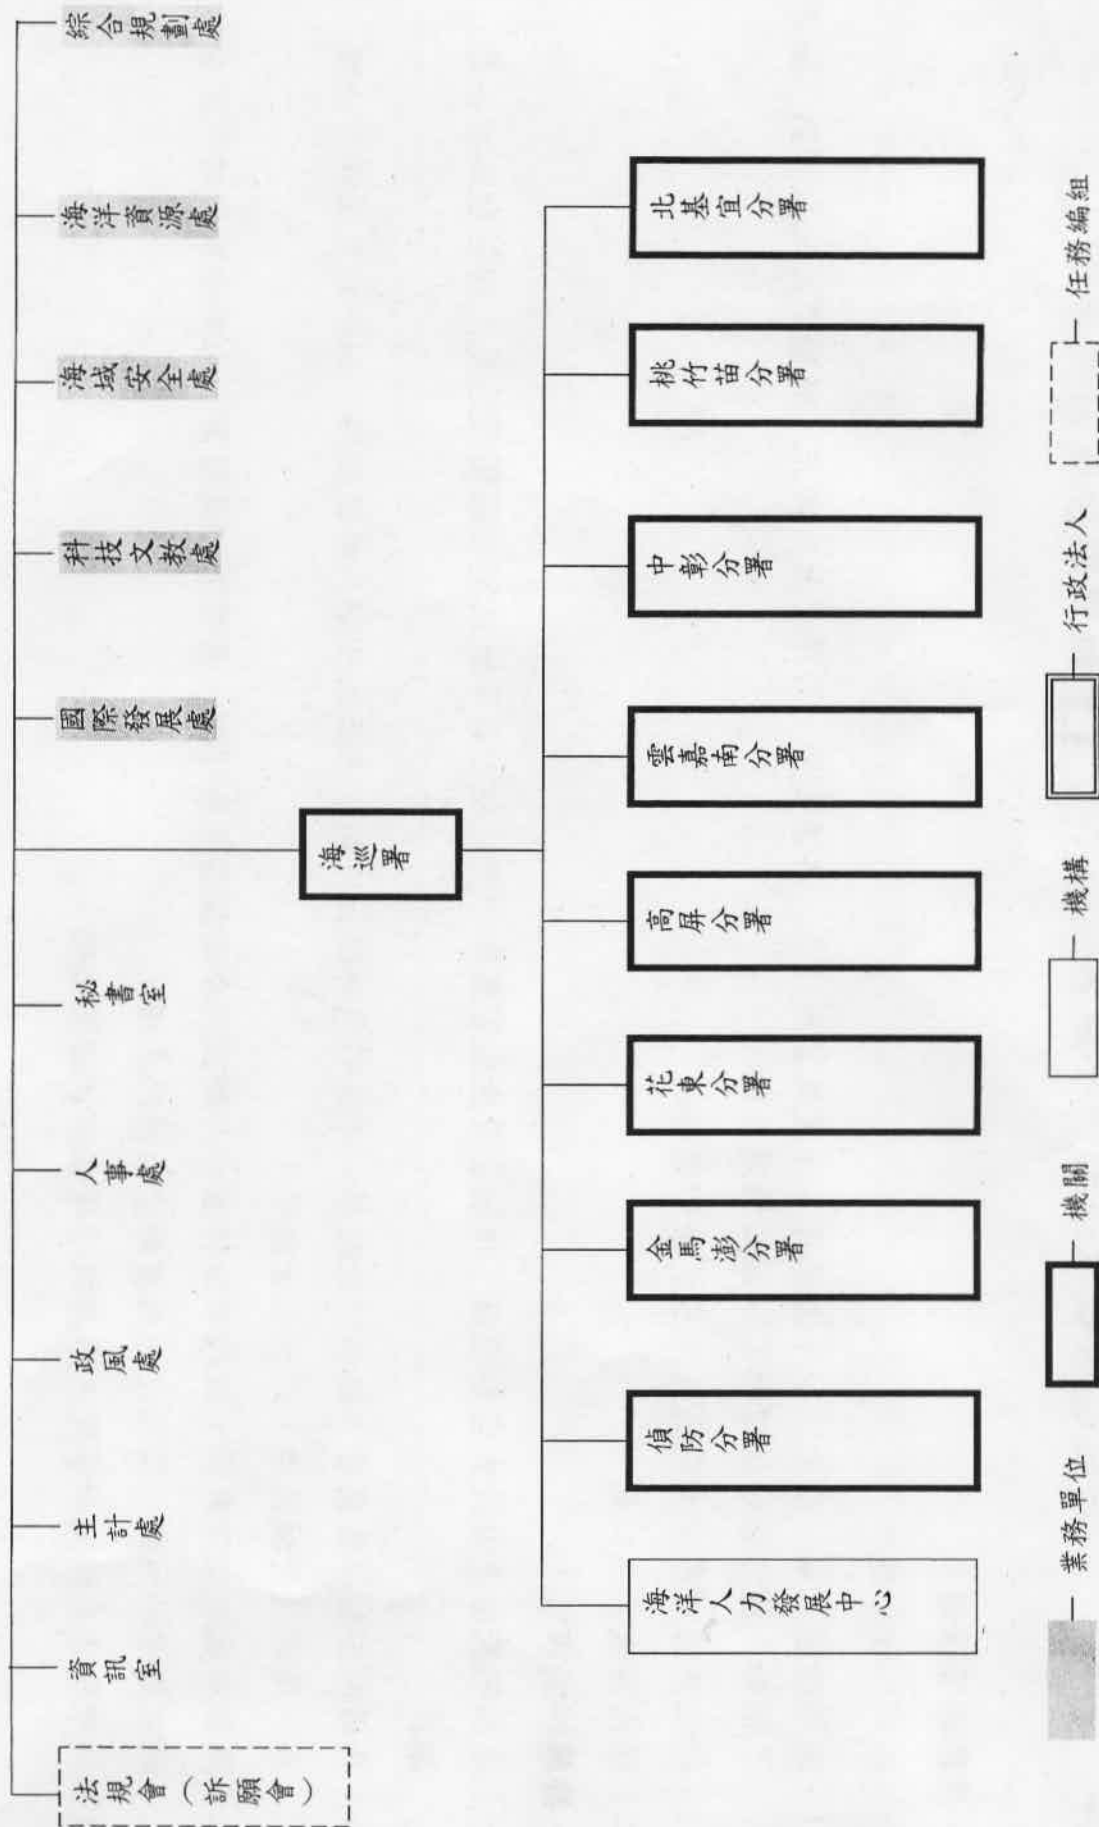 綜合規劃處
海洋資源處
海域安全處
科技文教處
國際發展處
秘書室
人事處
政風處
主計處
資訊室
法規會（訴願會）
海巡署
北基宜分署
桃竹苗分署
中彰分署
雲嘉南分署
高屏分署
花東分署
金馬澎分署
偵防分署
海洋人力發展中心
業務單位
機關
機構
行政法人
任務編組